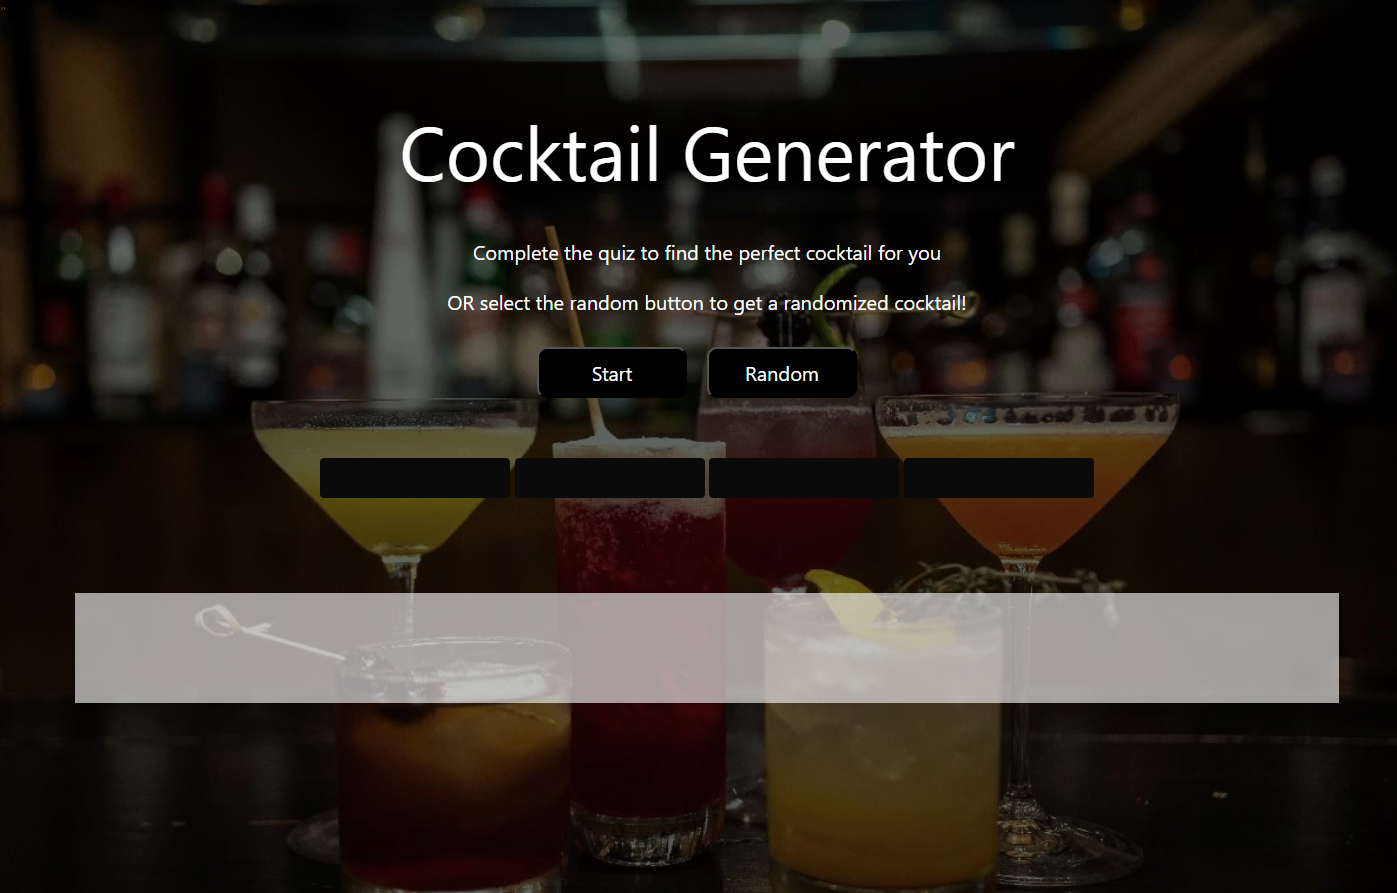 Cocktail Generator
Complete the quiz to find the perfect cocktail for you
OR select the random button to get a randomized cocktail!
Start Random